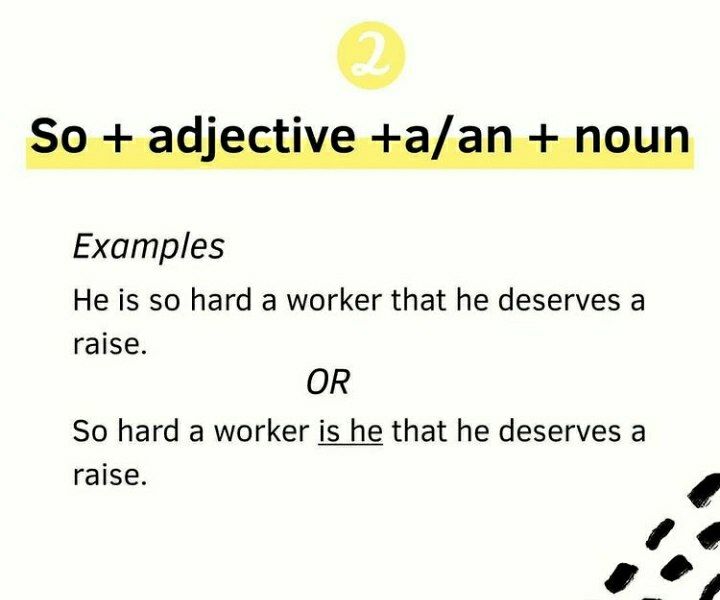 2
So + adjective +a/an + noun
Examples
He is so hard a worker that he deserves a
raise.
OR
So hard a worker is he that he deserves a
raise.